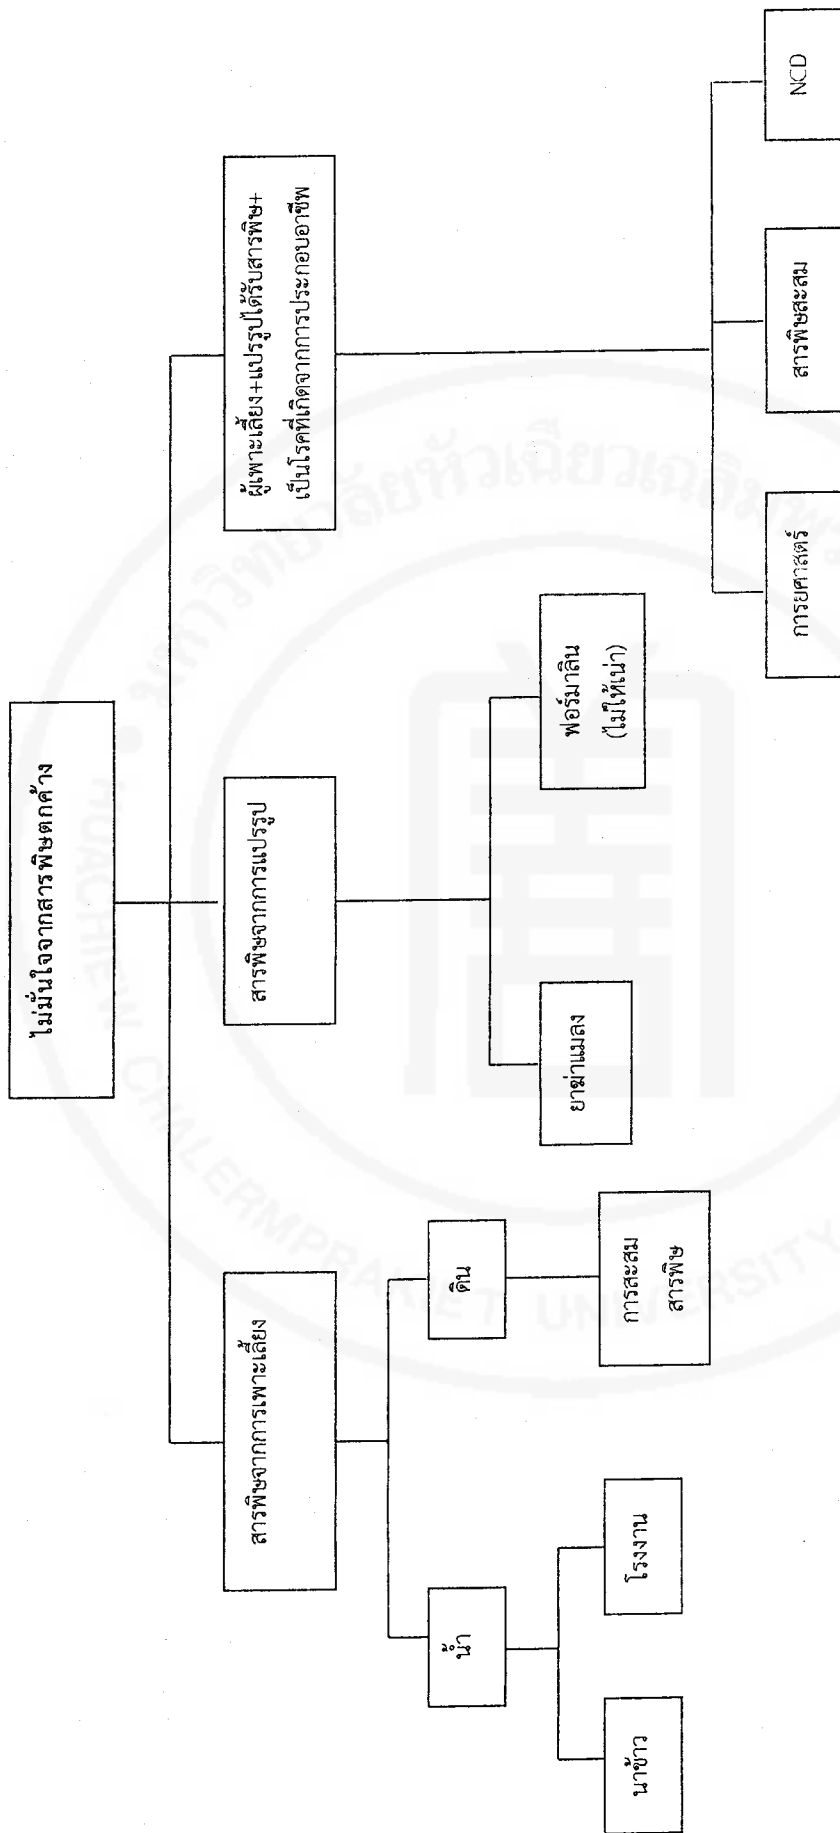 ไม่มั่นใจจากสารพิษตกค้าง
สารพิษจากการเพาะเลี้ยง
สารพิษจากการแปรรูป
ผู้เพาะเลี้ยง+แปรรูปได้รับสารพิษ+
เป็นโรคที่เกิดจากการประกอบอาชีพ
น้ำ
ดิน
ยาฆ่าแมลง
ฟอร์มาลิน
(ไม่ให้เน่า)
นาข้าว
โรงงาน
การสะสม
สารพิษ
การยศาสตร์
สารพิษสะสม
NCD
HUACHIEW CHALERMPRAKIET UNIVERSITY